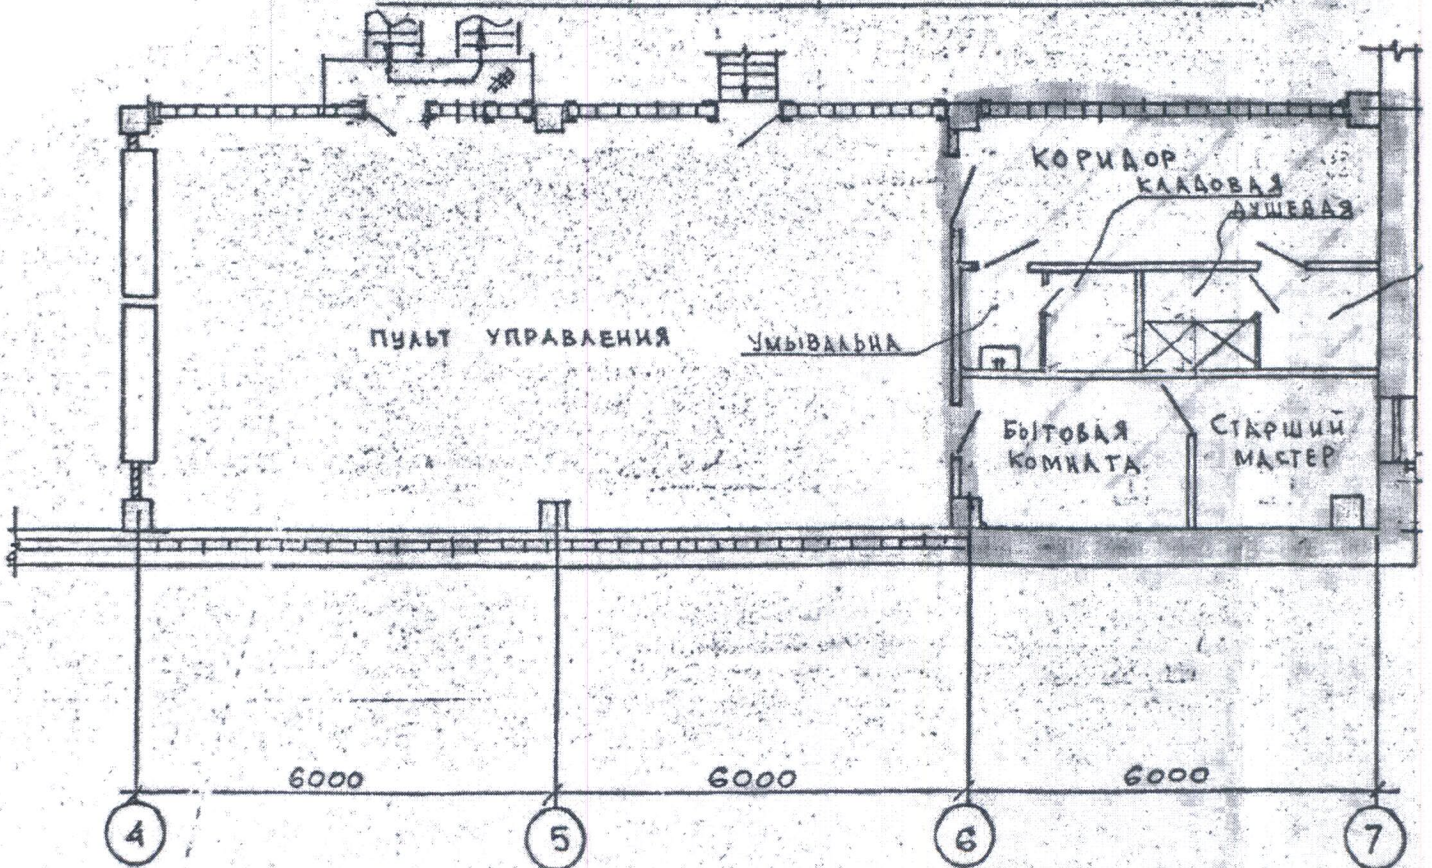 КОРИДОР
КЛАДОВАЯ
ДУШЕВАЯ
ПУЛЬТ УПРАВЛЕНИЯ
УМЫВАЛЬНА
БЫТОВАЯ
КОМНАТА
СТАРШИЙ
МАСТЕР
6000
6000
6000
4
5
6
7